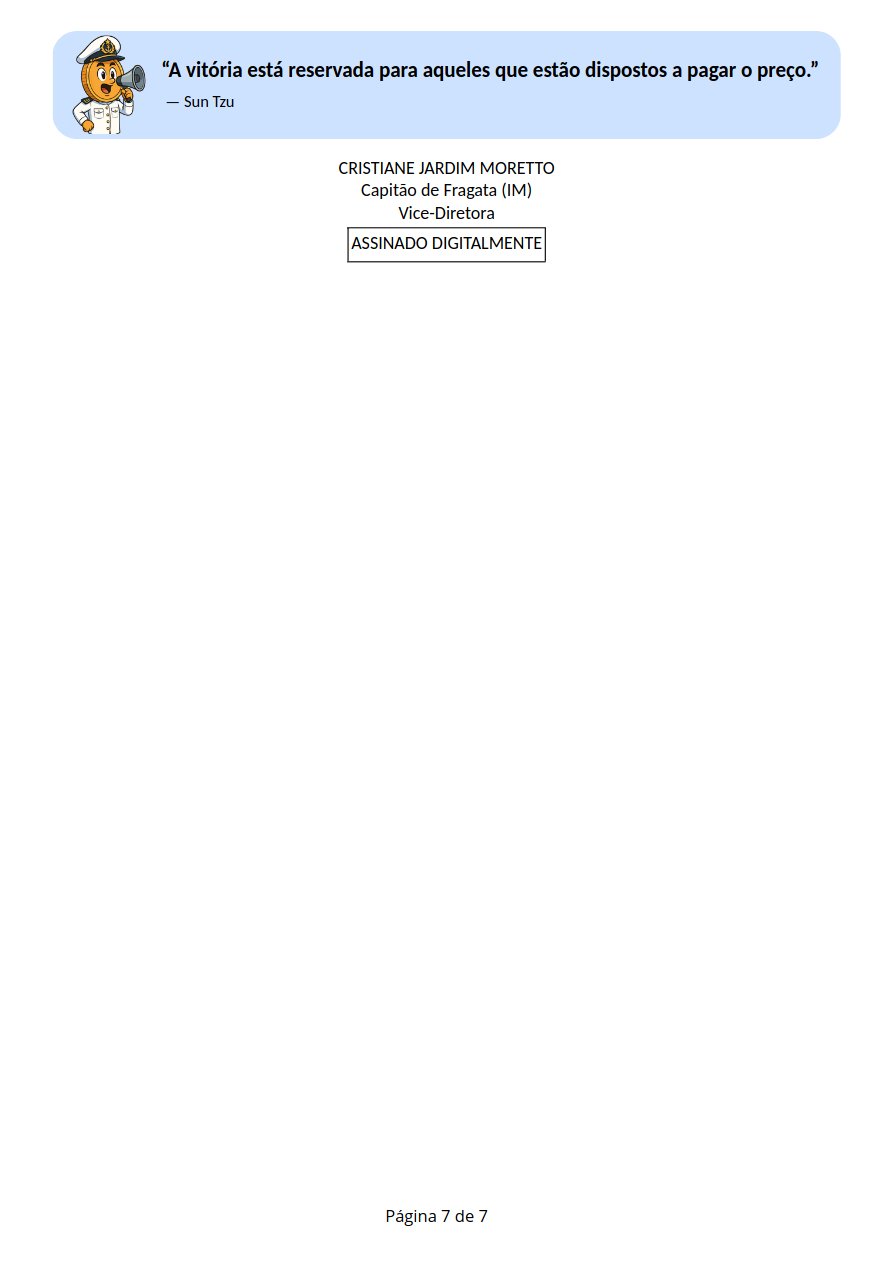 “A vitória está reservada para aqueles que estão dispostos a pagar o preço.”
— Sun Tzu
CRISTIANE JARDIM MORETTO
Capitão de Fragata (IM)
Vice-Diretora
ASSINADO DIGITALMENTE
Página 7 de 7